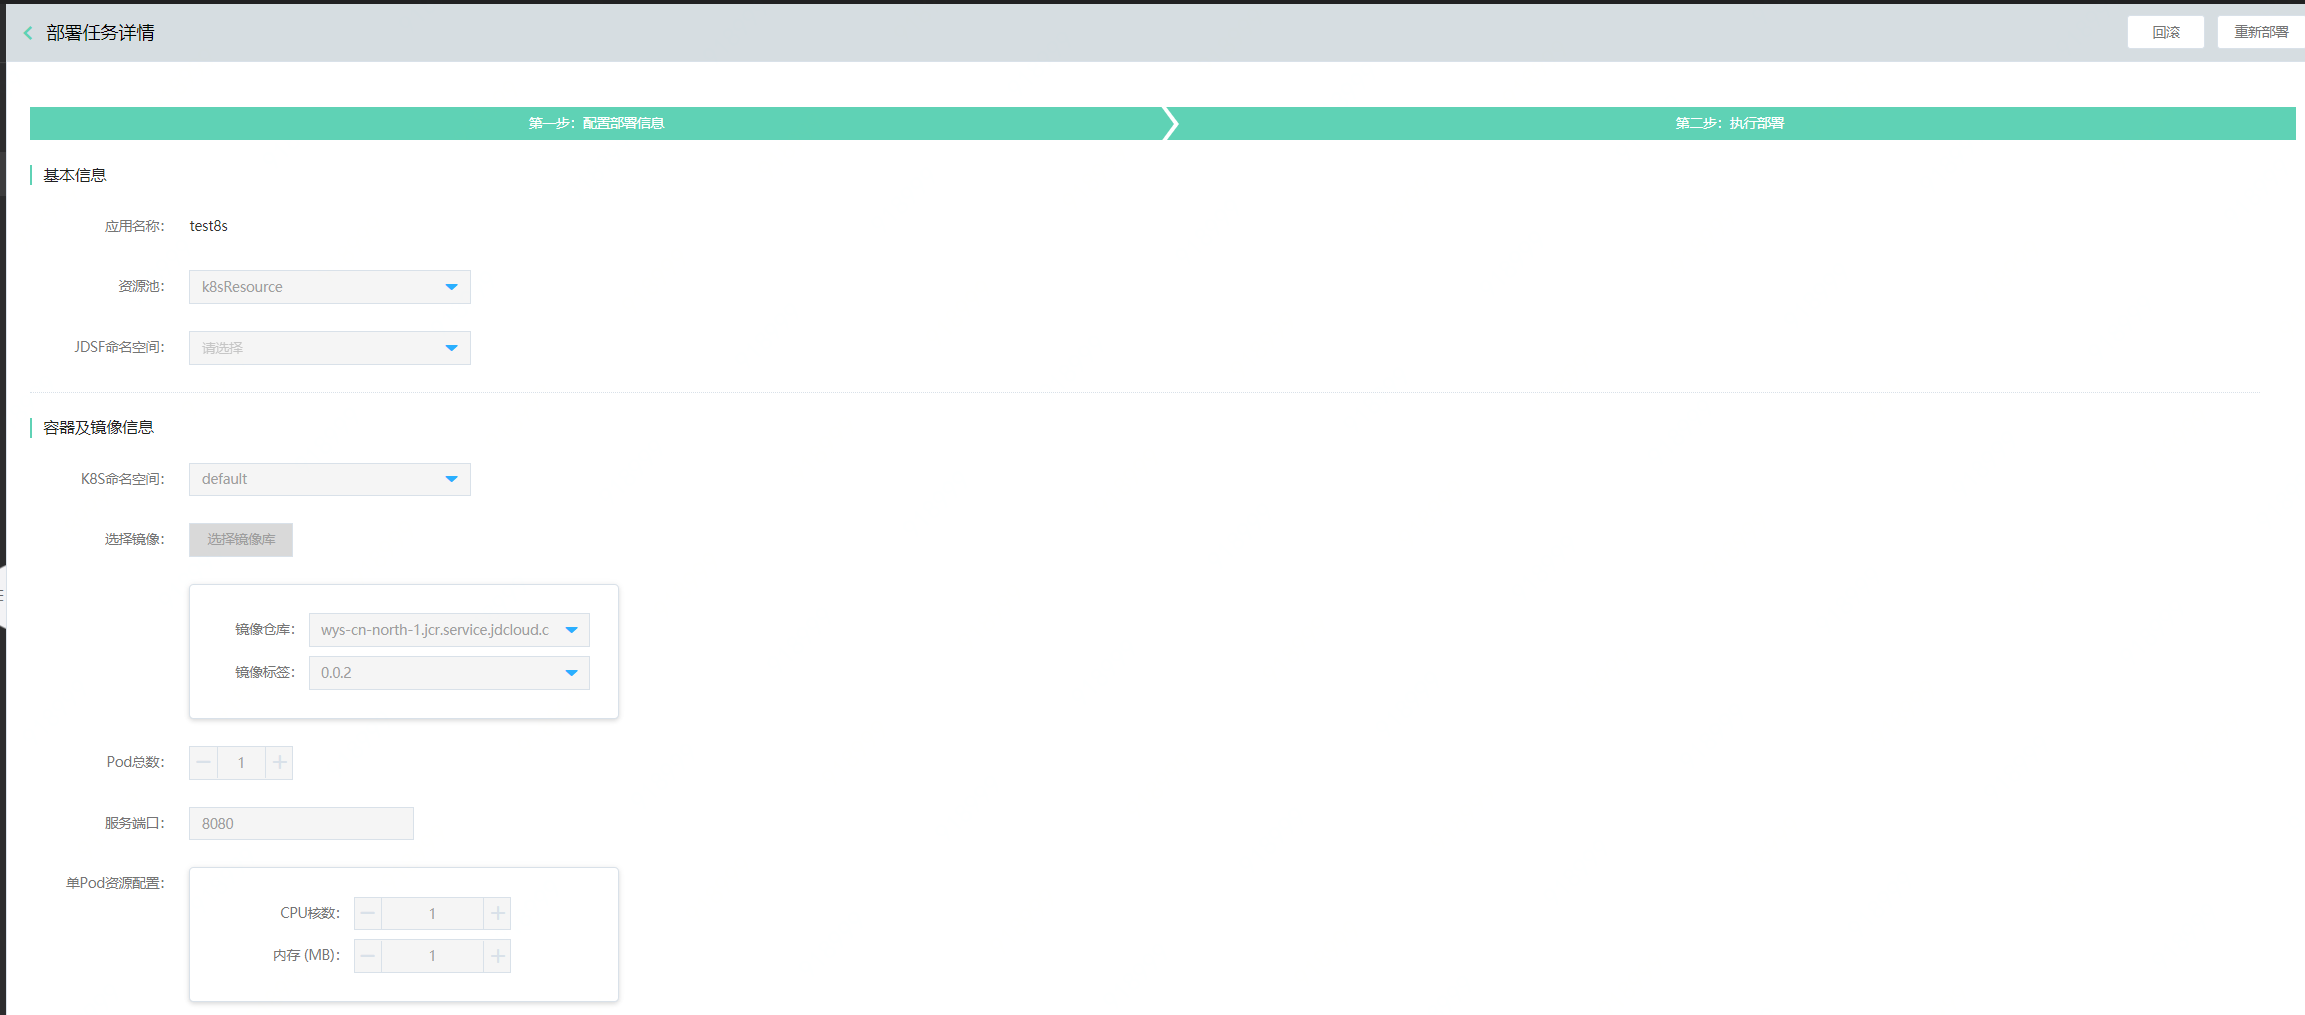 部署任务详情
回滚
重新部署
第一步：配置部署信息
第二步：执行部署
基本信息
应用名称： test8s
资源池： k8sResource
JDSF命名空间： 请选择
容器及镜像信息
K8S命名空间： default
选择镜像： 选择镜像库
镜像仓库： wys-cn-north-1.jcr.service.jdcloud.c
镜像标签： 0.0.2
Pod总数： 1
服务端口： 8080
单Pod资源配置：
CPU核数： 1
内存 (MB)： 1